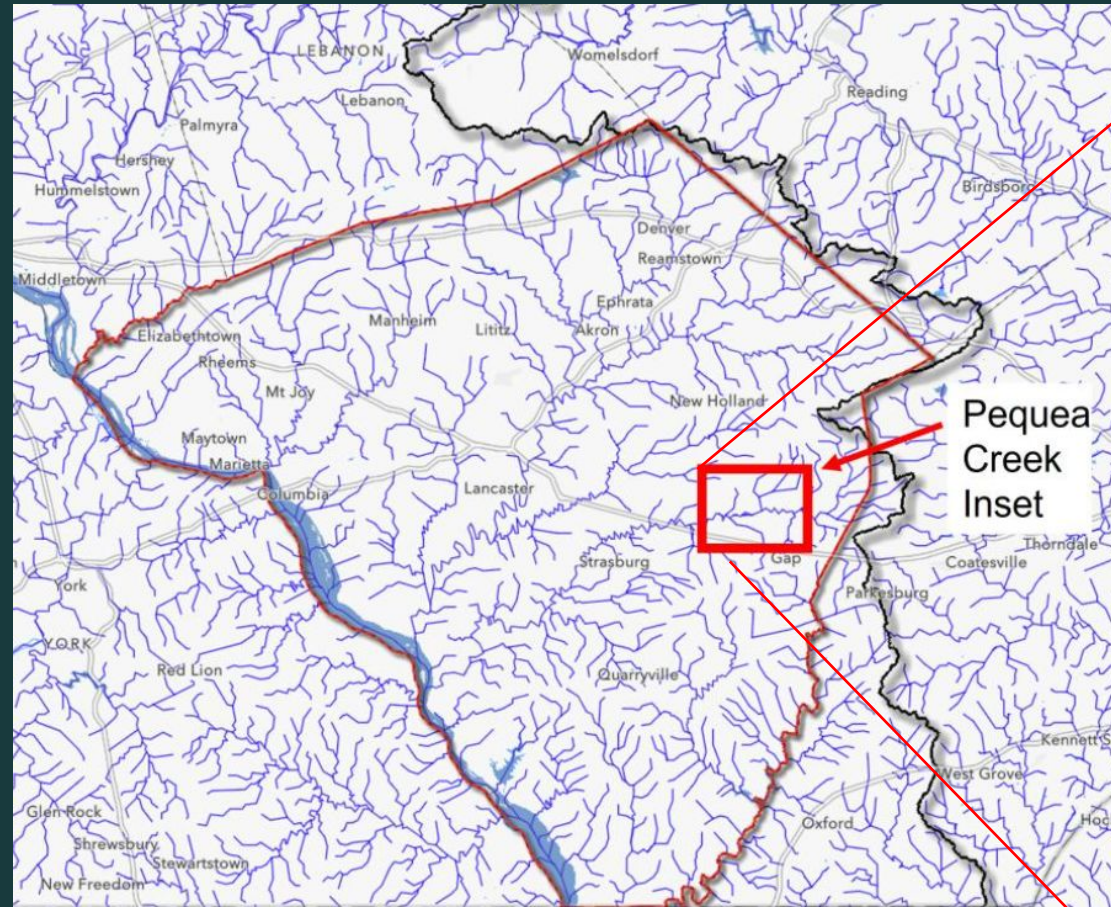 LEBANON
Womelsdorf
Lebanon
Reading
Palmyra
Hershey
Hummelstown
Birdsboro
Denver
Reamstown
Middletown
Ephrata
Manheim
Lititz
Akron
Elizabethtown
Rheems
Mt Joy
New Holland
Pequea
Creek
Inset
Maytown
Marietta
Columbia
Lancaster
Strasburg
Gap
Thorndale
Coatesville
Parkesburg
York
YORK
Red Lion
Quarryville
Kennett S
West Grove
Glen Rock
Oxford
Hoc
Shrewsbury
Stewartstown
New Freedom